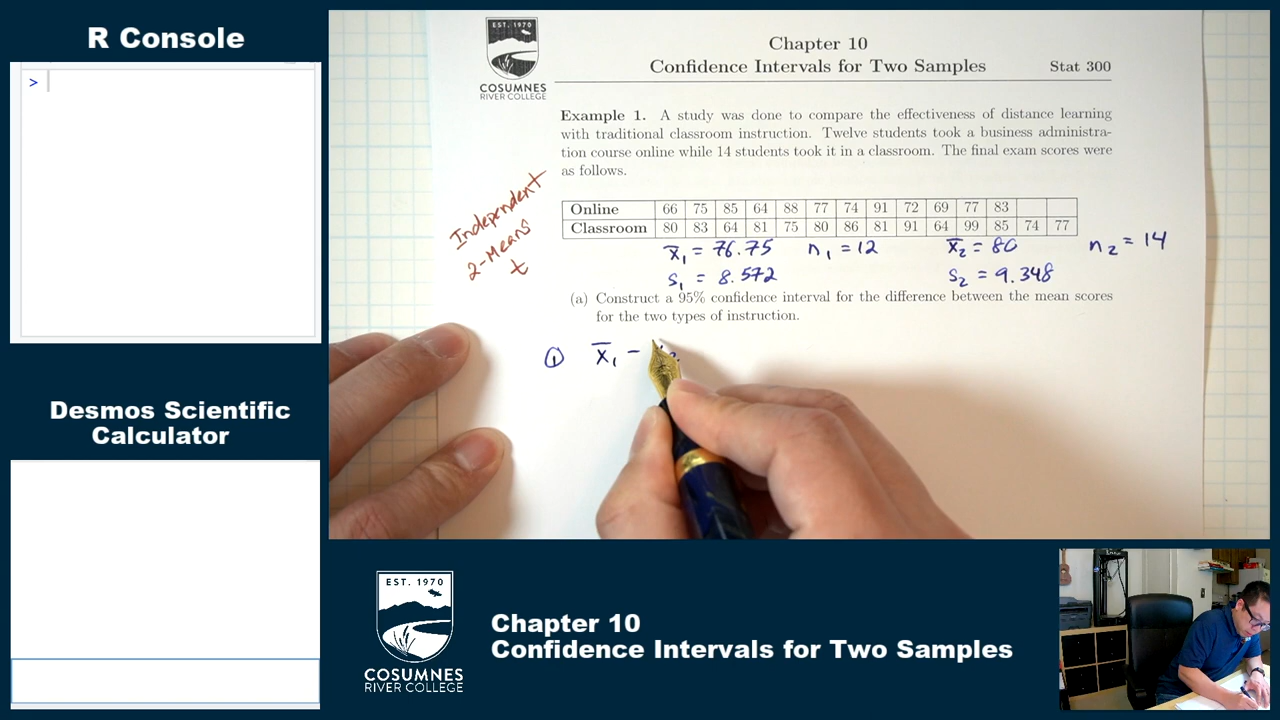 R Console
>
Desmos Scientific
Calculator
EST. 1970
COSUMNES
RIVER COLLEGE
Chapter 10
Confidence Intervals for Two Samples
Stat 300
Example 1. A study was done to compare the effectiveness of distance learning
with traditional classroom instruction. Twelve students took a business administra-
tion course online while 14 students took it in a classroom. The final exam scores were
as follows.
Online 66 75 85 64 88 77 74 91 72 69 77 83
Classroom 80 83 64 81 75 80 86 81 91 64 99 85 74 77
Independent
2-Means
t
x̄₁ = 76.75 n₁ = 12 x̄₂ = 80 n₂ = 14
s₁ = 8.572 s₂ = 9.348
(a) Construct a 95% confidence interval for the difference between the mean scores
for the two types of instruction.
① x̄₁ −
EST. 1970
COSUMNES
RIVER COLLEGE
Chapter 10
Confidence Intervals for Two Samples